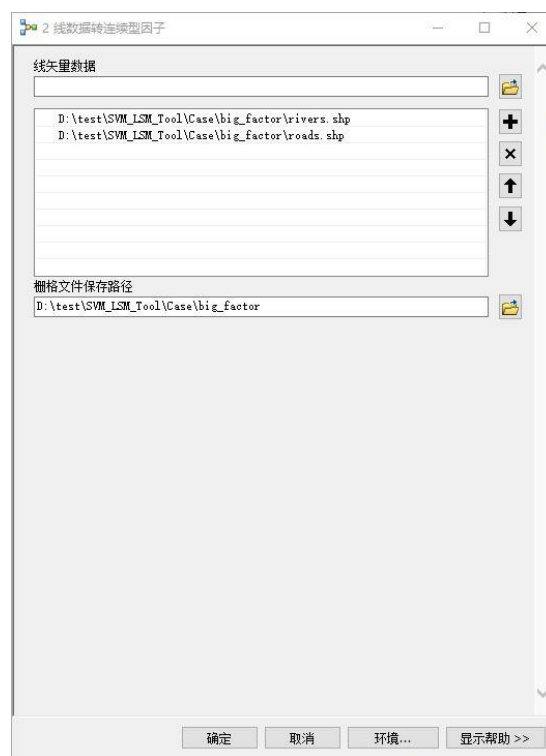 2 线数据转连续型因子
线矢量数据
D:\test\SVM_LSM_Tool\Case\big_factor\rivers.shp
D:\test\SVM_LSM_Tool\Case\big_factor\roads.shp
栅格文件保存路径
D:\test\SVM_LSM_Tool\Case\big_factor
确定
取消
环境...
显示帮助 >>